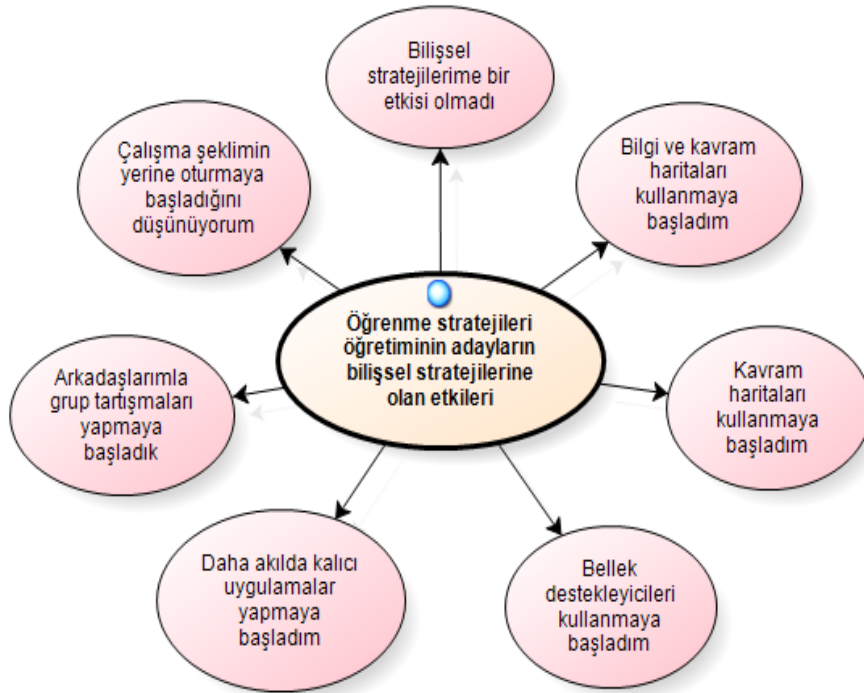 Bilişsel
stratejilerime bir
etkisi olmadı
Çalışma şeklimin
yerine oturmaya
başladığını
düşünüyorum
Bilgi ve kavram
haritaları
kullanmaya
başladım
Öğrenme stratejileri
öğretiminin adayların
bilişsel stratejilerine
olan etkileri
Arkadaşlarımla
grup tartışmaları
yapmaya
başladık
Kavram
haritaları
kullanmaya
başladım
Daha akılda kalıcı
uygulamalar
yapmaya
başladım
Bellek
destekleyicileri
kullanmaya
başladım